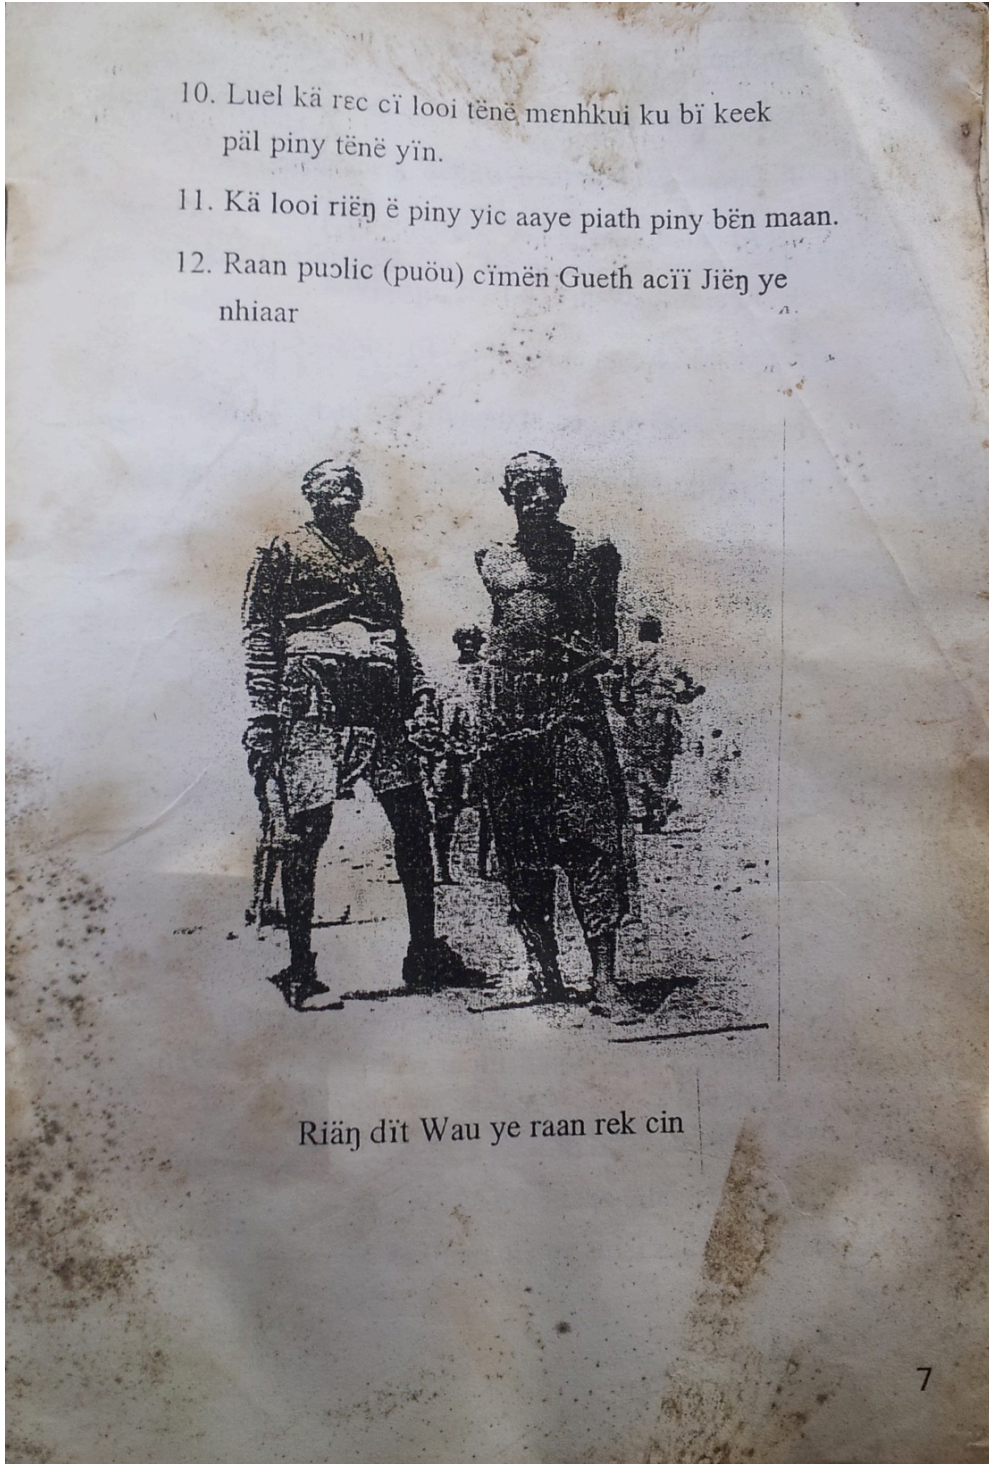 10. Luel kä rɛc cï looi tënë mɛnhkui ku bï keek
päl piny tënë yïn.
11. Kä looi riɛ̈ŋ ë piny yic aaye piath piny bɛ̈n maan.
12. Raan puɔlic (puöu) cïmën Gueth acïï Jiëŋ ye
nhiaar
Riäŋ dït Wau ye raan rek cin
7